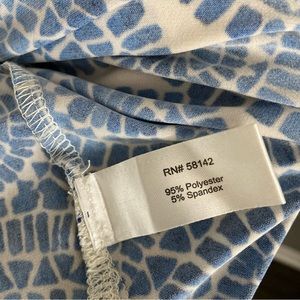 RN# 58142
95% Polyester
5% Spandex